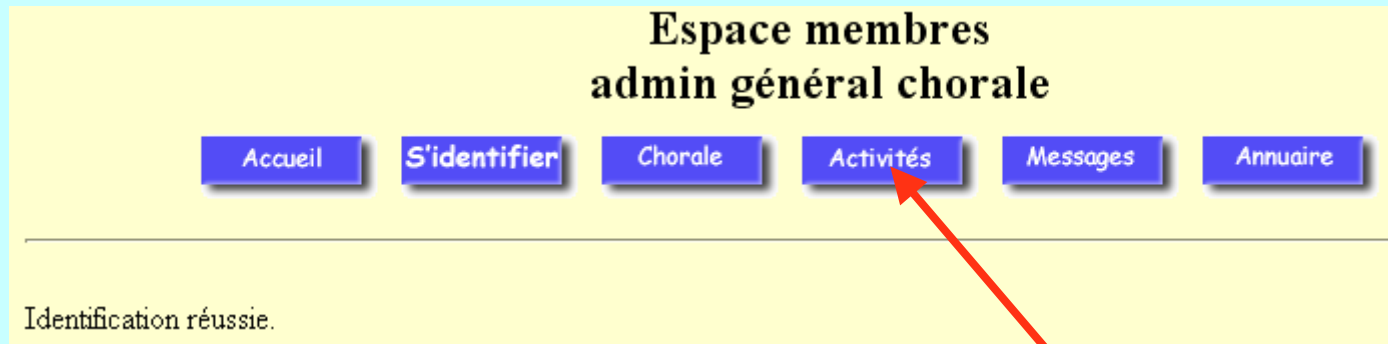 Espace membres
admin général chorale
Accueil S'identifier Chorale Activités Messages Annuaire
Identification réussie.